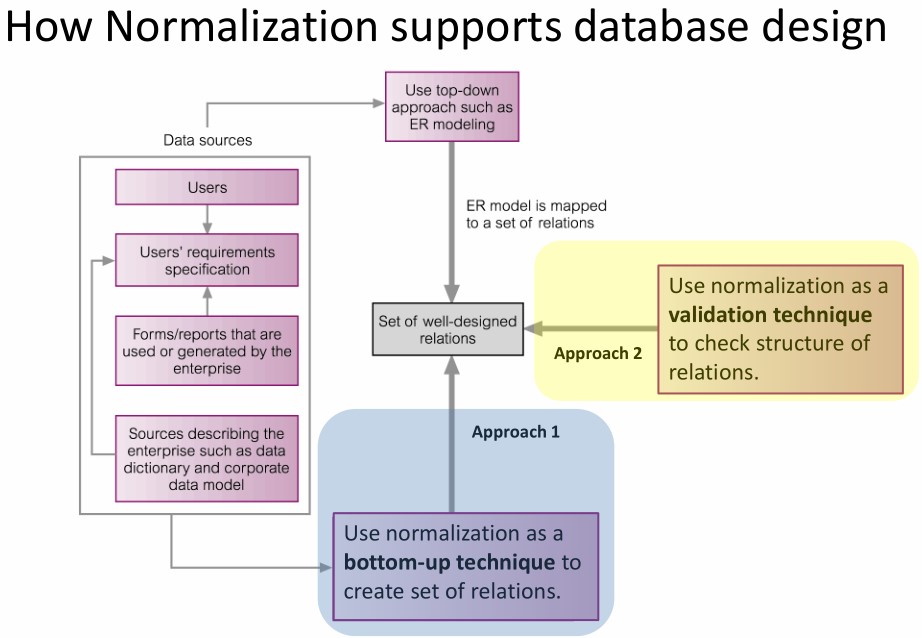 How Normalization supports database design
Use top-down
approach such as
ER modeling
Data sources
Users
Users' requirements
specification
Forms/reports that are
used or generated by the
enterprise
Sources describing the
enterprise such as data
dictionary and corporate
data model
ER model is mapped
to a set of relations
Set of well-designed
relations
Use normalization as a
validation technique
to check structure of
relations.
Approach 2
Approach 1
Use normalization as a
bottom-up technique to
create set of relations.